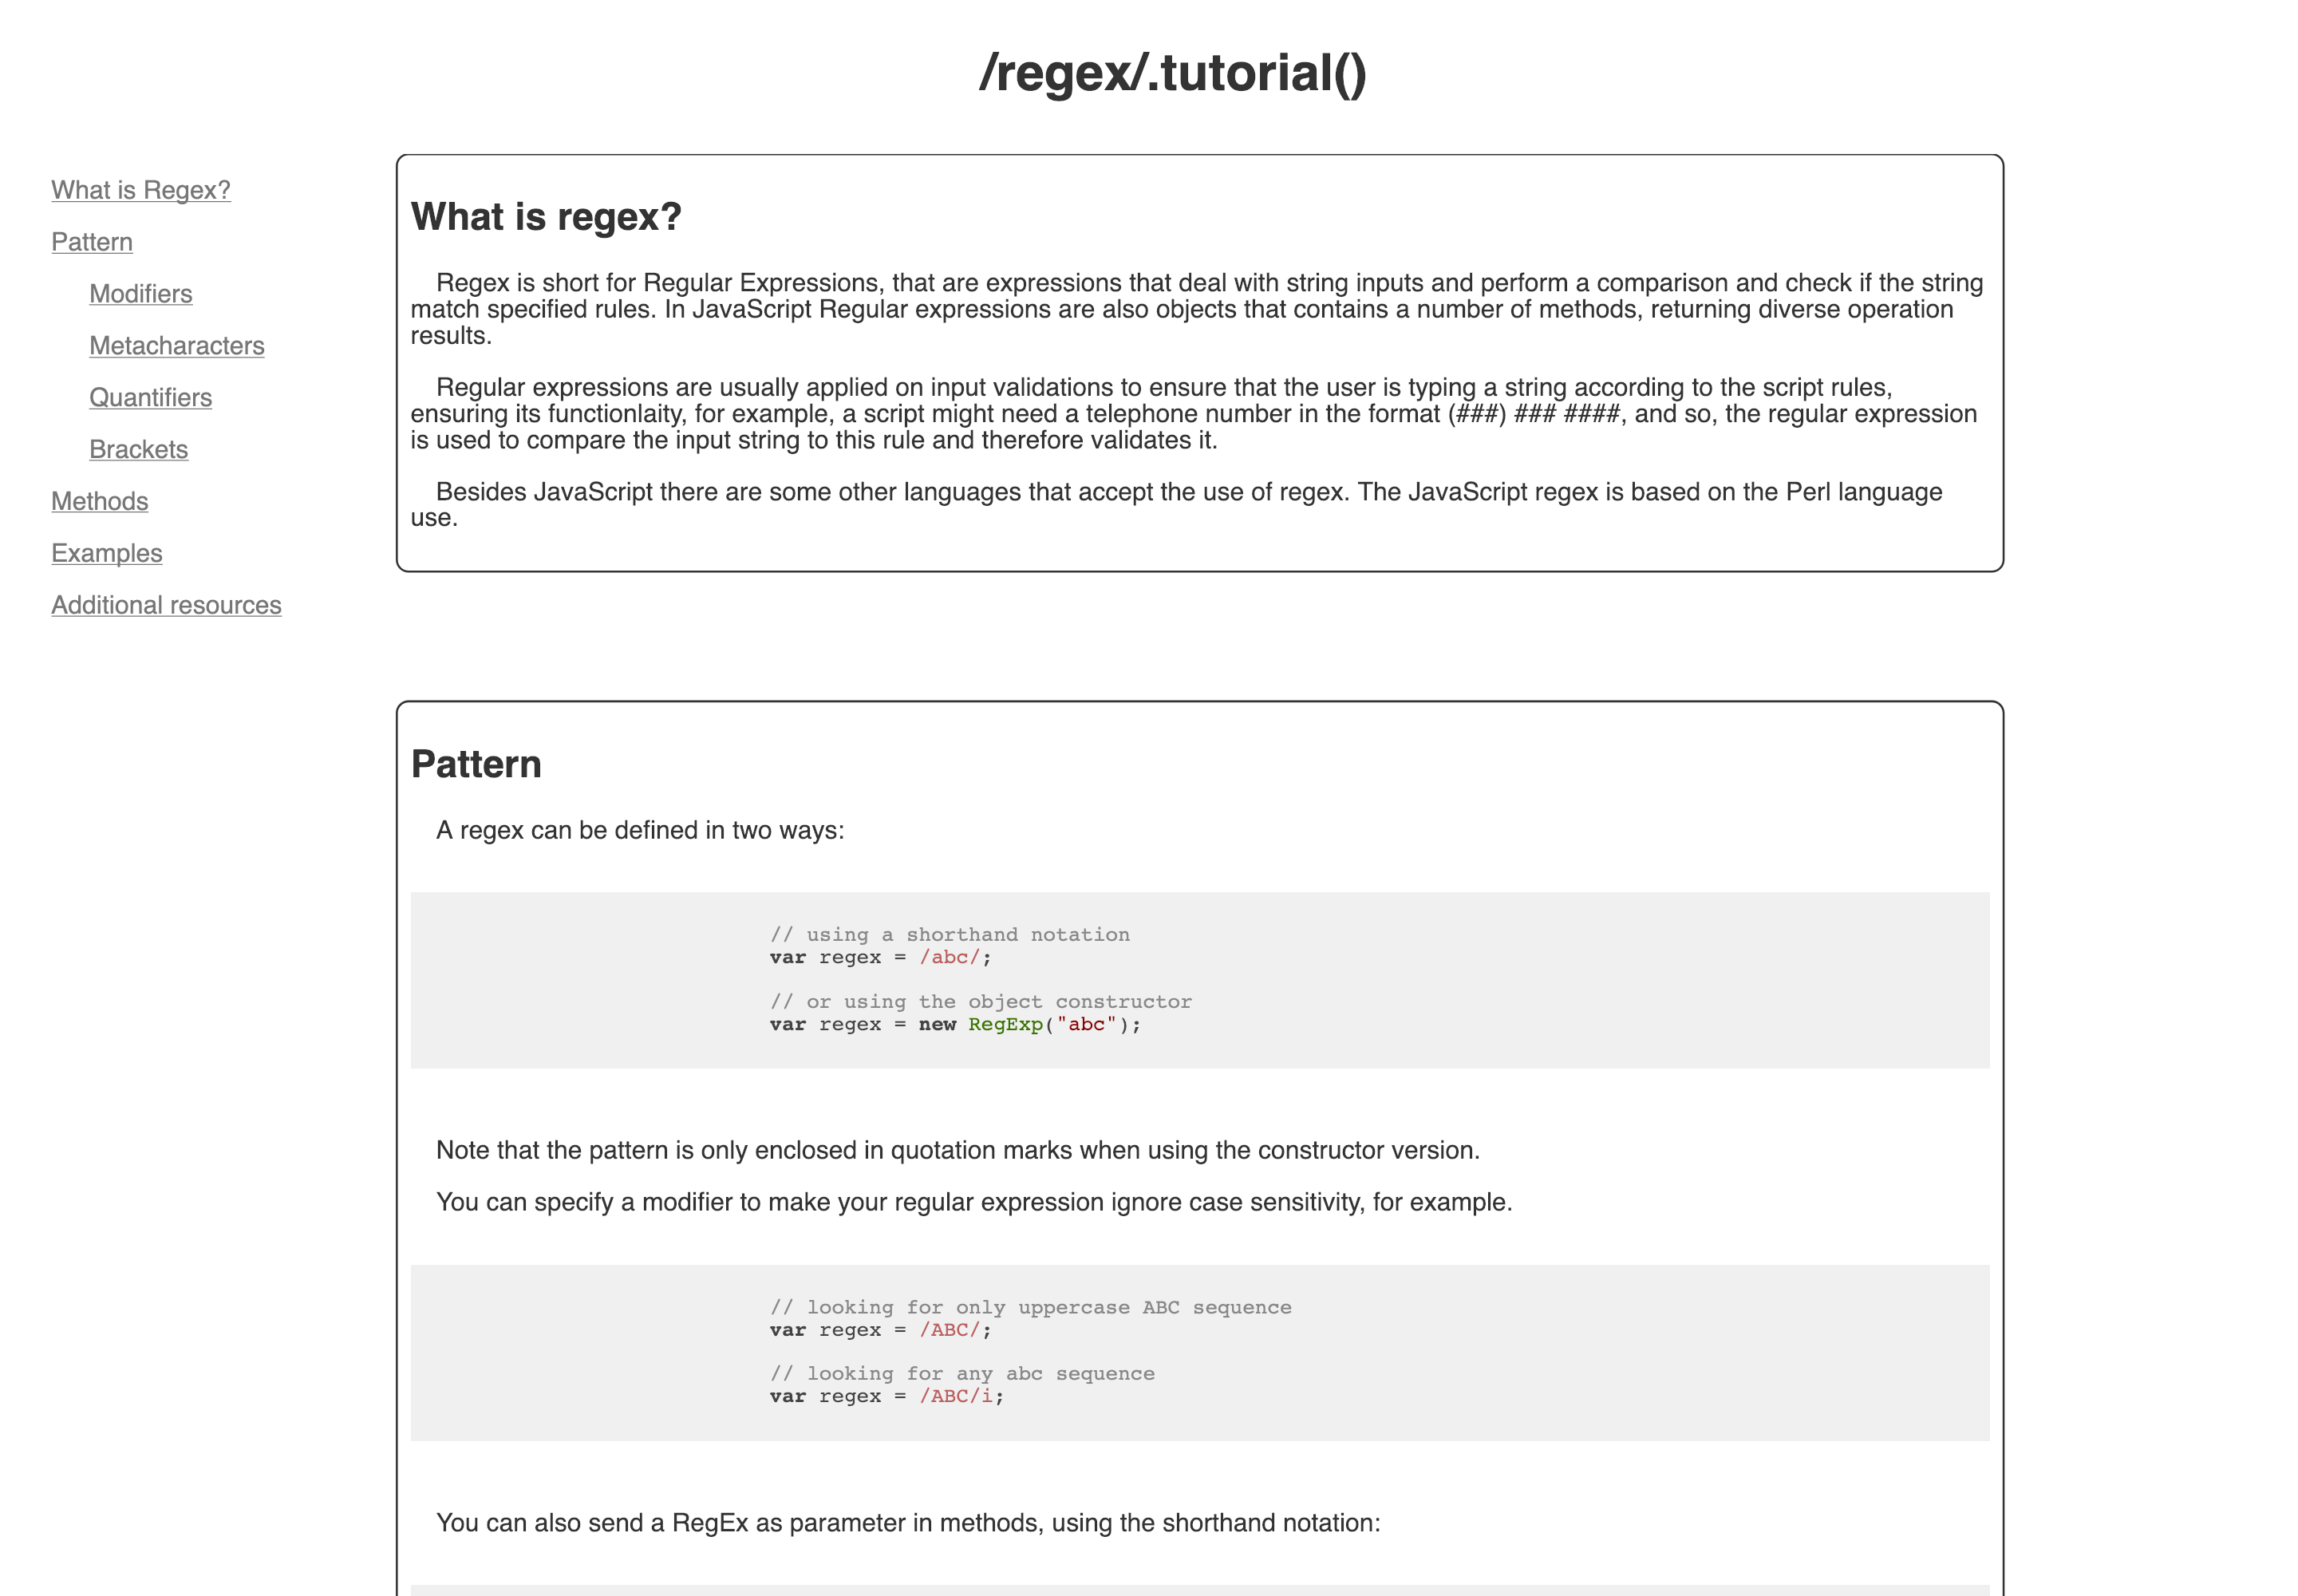 /regex/.tutorial()
What is Regex?
Pattern
Modifiers
Metacharacters
Quantifiers
Brackets
Methods
Examples
Additional resources
What is regex?
Regex is short for Regular Expressions, that are expressions that deal with string inputs and perform a comparison and check if the string
match specified rules. In JavaScript Regular expressions are also objects that contains a number of methods, returning diverse operation
results.
Regular expressions are usually applied on input validations to ensure that the user is typing a string according to the script rules,
ensuring its functionlaity, for example, a script might need a telephone number in the format (###) ### ####, and so, the regular expression
is used to compare the input string to this rule and therefore validates it.
Besides JavaScript there are some other languages that accept the use of regex. The JavaScript regex is based on the Perl language
use.
Pattern
A regex can be defined in two ways:
// using a shorthand notation
var regex = /abc/;
// or using the object constructor
var regex = new RegExp("abc");
Note that the pattern is only enclosed in quotation marks when using the constructor version.
You can specify a modifier to make your regular expression ignore case sensitivity, for example.
// looking for only uppercase ABC sequence
var regex = /ABC/;
// looking for any abc sequence
var regex = /ABC/i;
You can also send a RegEx as parameter in methods, using the shorthand notation: